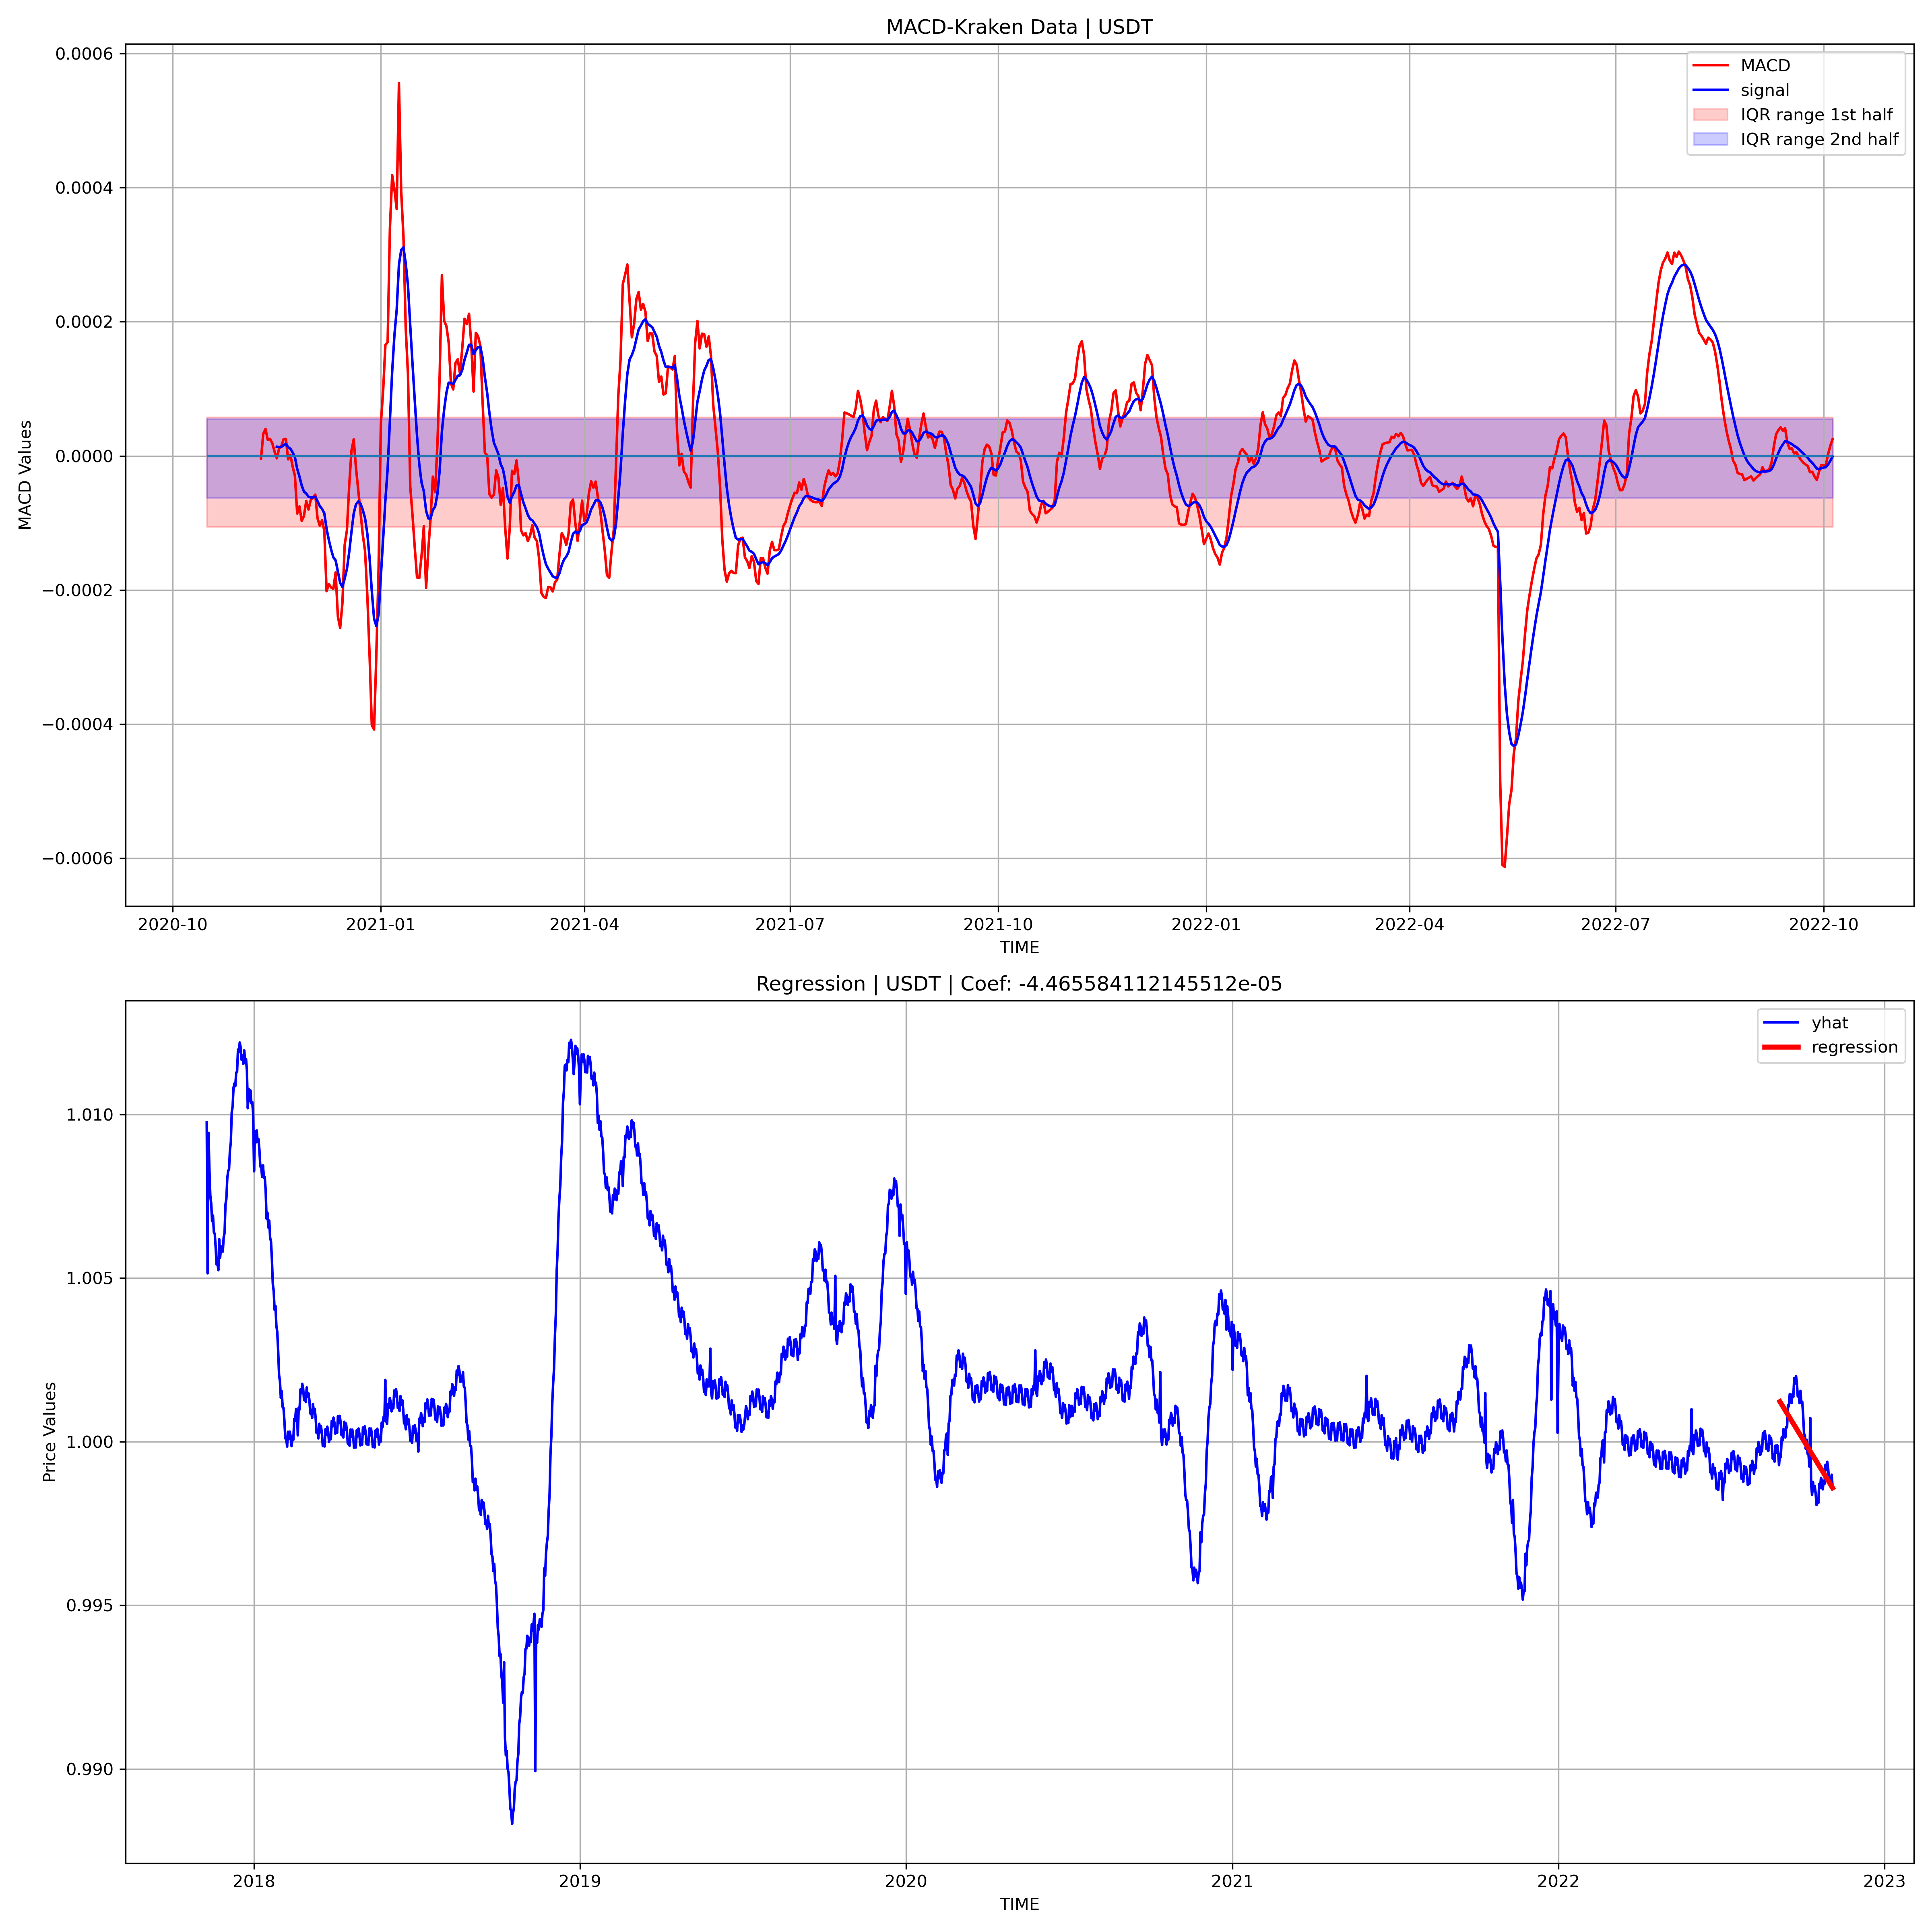 MACD-Kraken Data | USDT
MACD Values
0.0006
0.0004
0.0002
0.0000
−0.0002
−0.0004
−0.0006
MACD
signal
IQR range 1st half
IQR range 2nd half
2020-10
2021-01
2021-04
2021-07
2021-10
2022-01
2022-04
2022-07
2022-10
TIME
Regression | USDT | Coef: -4.465584112145512e-05
Price Values
1.010
1.005
1.000
0.995
0.990
yhat
regression
2018
2019
2020
2021
2022
2023
TIME